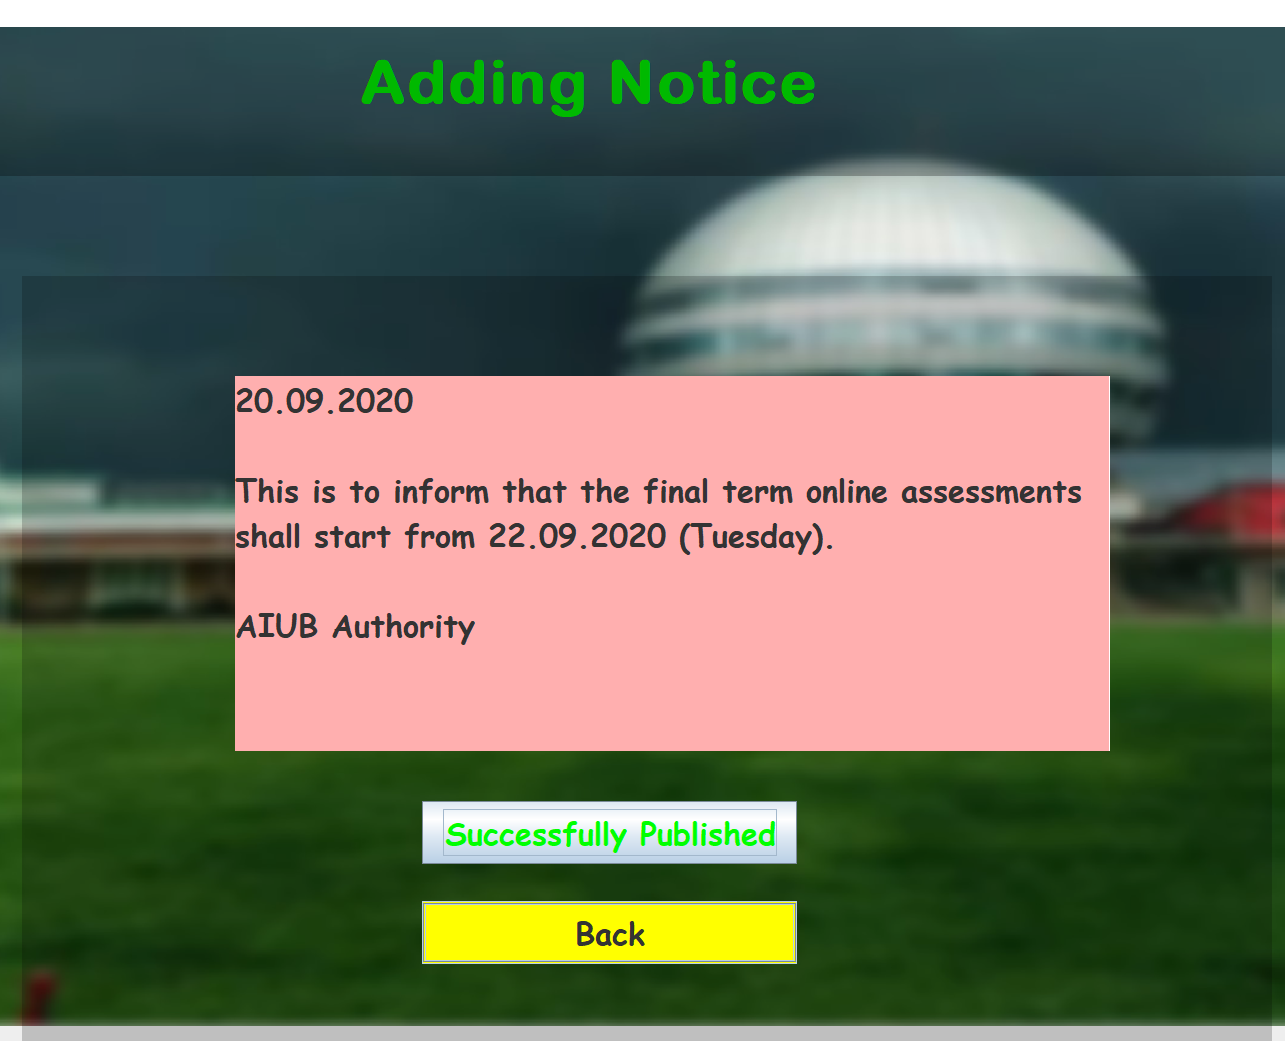 Adding Notice
20.09.2020
This is to inform that the final term online assessments
shall start from 22.09.2020 (Tuesday).
AIUB Authority
Successfully Published
Back